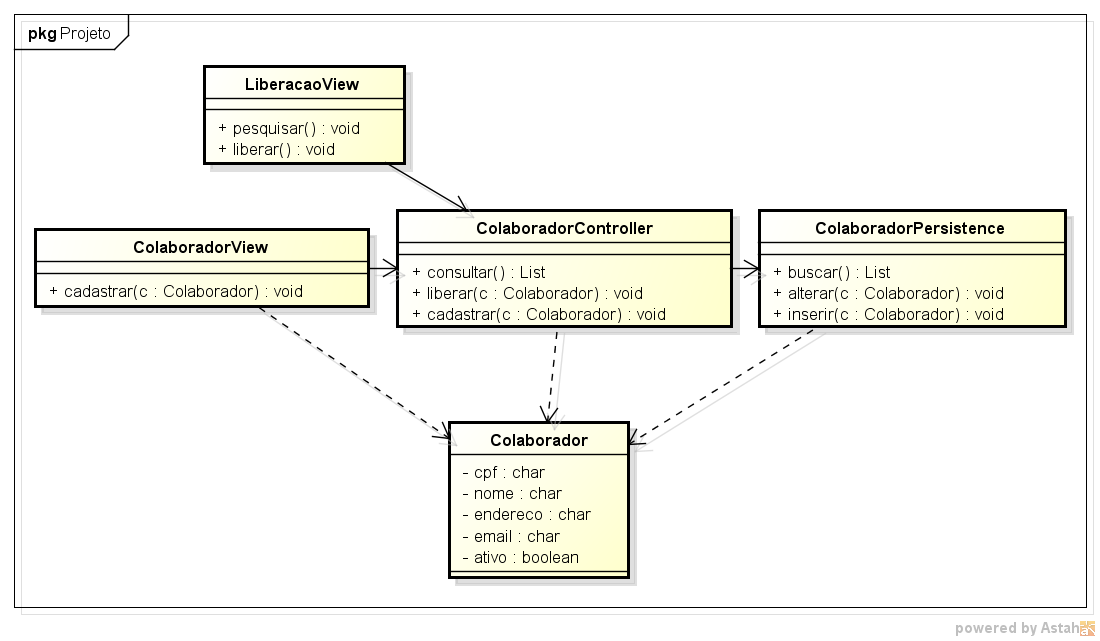 pkg Projeto
LiberacaoView
+ pesquisar() : void
+ liberar() : void
ColaboradorView
+ cadastrar(c : Colaborador) : void
ColaboradorController
+ consultar() : List
+ liberar(c : Colaborador) : void
+ cadastrar(c : Colaborador) : void
ColaboradorPersistence
+ buscar() : List
+ alterar(c : Colaborador) : void
+ inserir(c : Colaborador) : void
Colaborador
- cpf : char
- nome : char
- endereco : char
- email : char
- ativo : boolean
powered by Astah